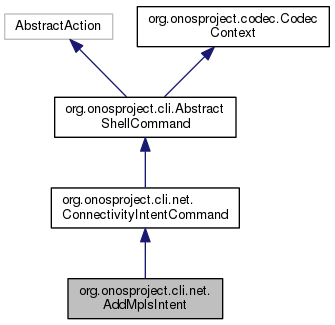 AbstractAction
org.onosproject.codec.Codec
Context
org.onosproject.cli.Abstract
ShellCommand
org.onosproject.cli.net.
ConnectivityIntentCommand
org.onosproject.cli.net.
AddMplsIntent